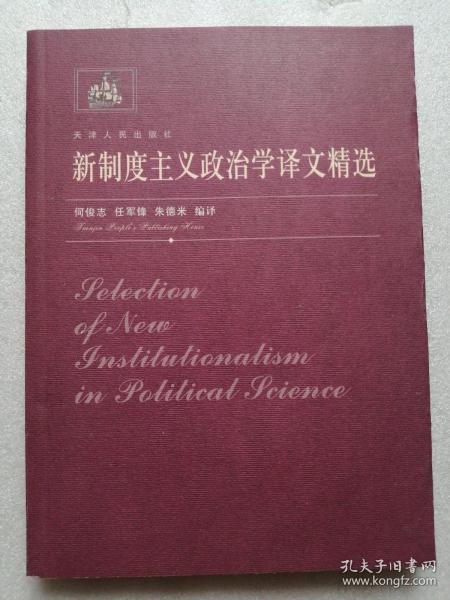 天津人民出版社
新制度主义政治学译文精选
何俊志 任军锋 朱德米 编译
Tianjin People's Publishing House
Selection
of New
Institutionalism
in Political Science
孔夫子旧书网
www.kongfz.com